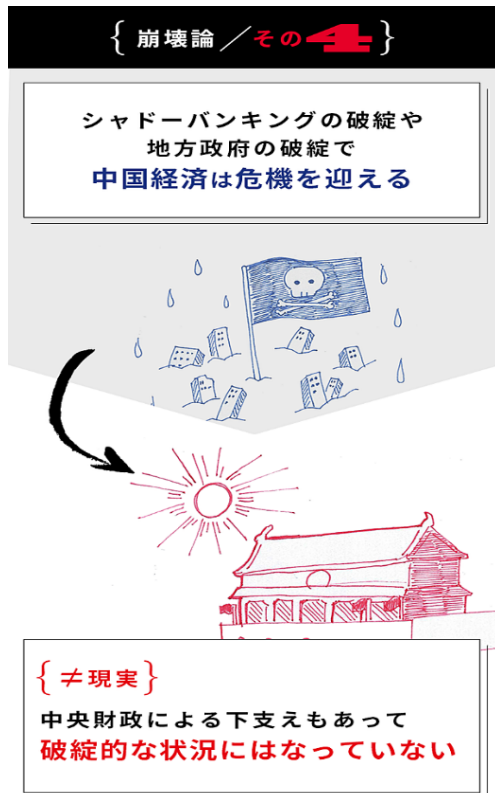 { 崩壊論／その4 }
シャドーバンキングの破綻や
地方政府の破綻で
中国経済は危機を迎える
{ ≠現実 }
中央財政による下支えもあって
破綻的な状況にはなっていない